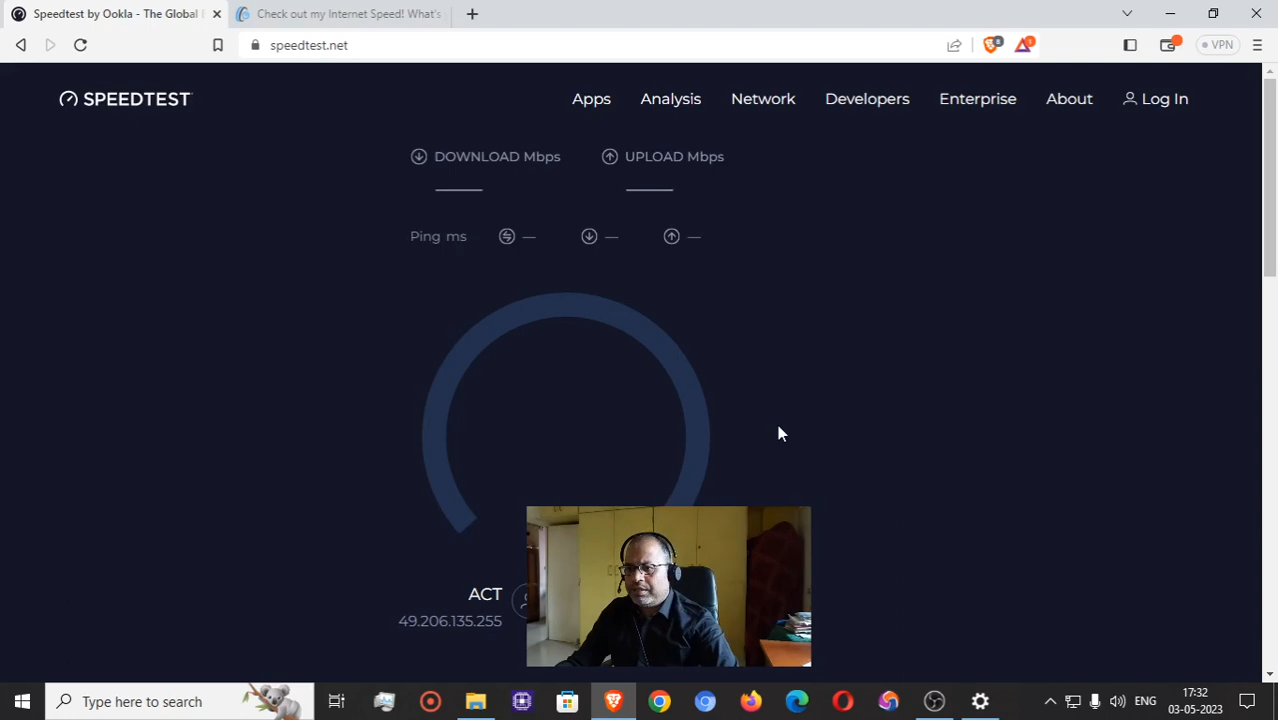 Speedtest by Ookla - The Global
Check out my Internet Speed! What's
speedtest.net
8
1
VPN
SPEEDTEST
Apps
Analysis
Network
Developers
Enterprise
About
Log In
DOWNLOAD Mbps
UPLOAD Mbps
Ping ms
ACT
49.206.135.255
Type here to search
ENG
17:32
03-05-2023